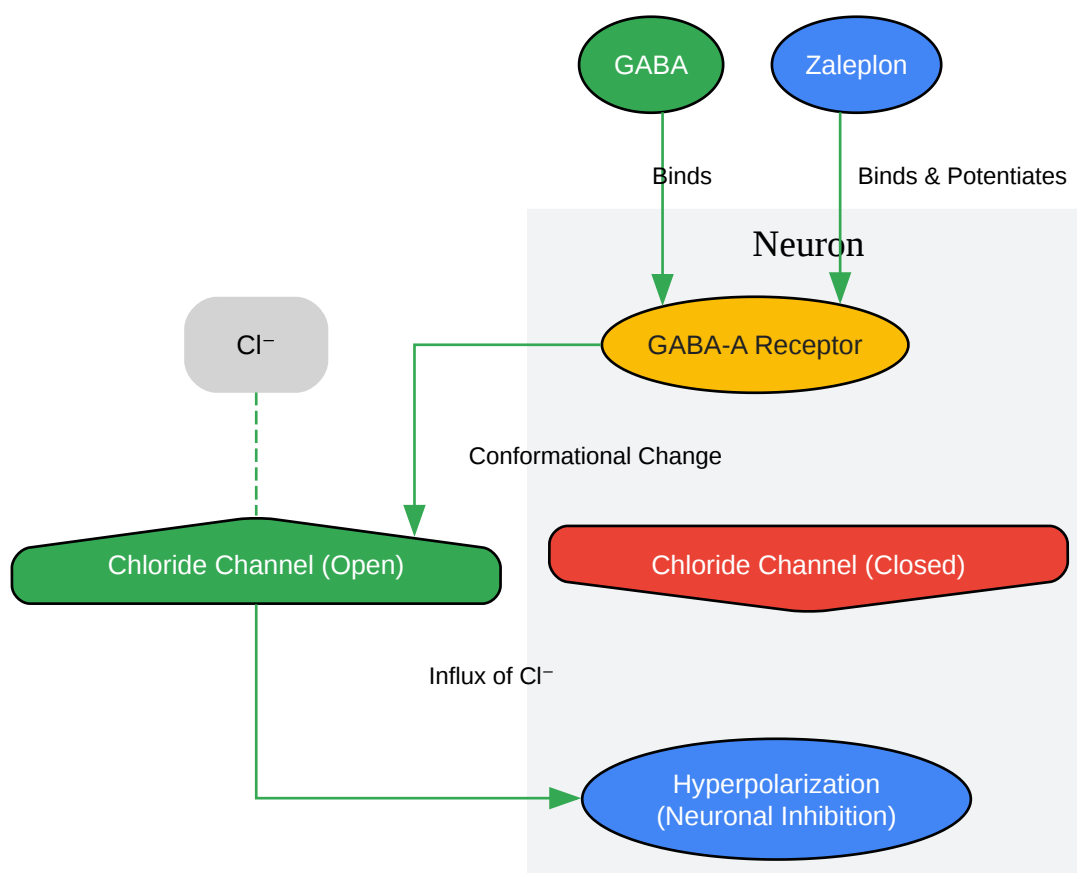 GABA
Zaleplon
Binds
Binds & Potentiates
Neuron
Cl⁻
GABA-A Receptor
Conformational Change
Chloride Channel (Open)
Chloride Channel (Closed)
Influx of Cl⁻
Hyperpolarization
(Neuronal Inhibition)